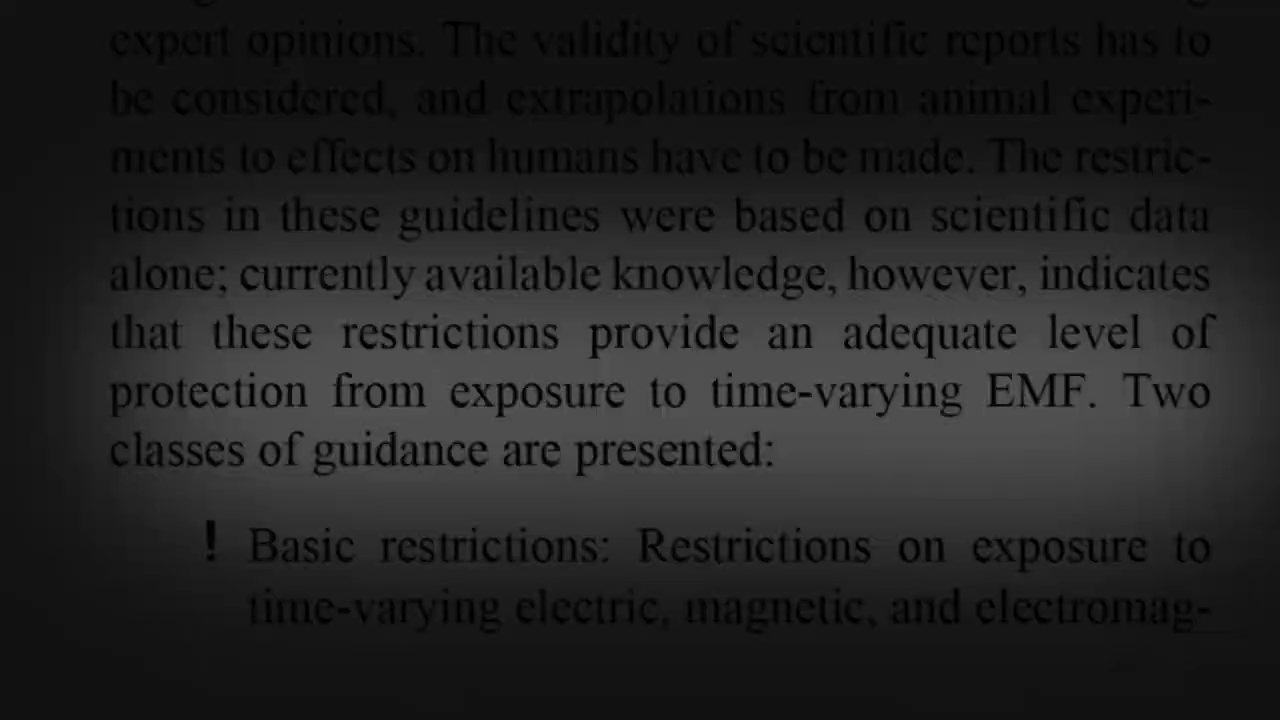 expert opinions. The validity of scientific reports has to
be considered, and extrapolations from animal experi-
ments to effects on humans have to be made. The restric-
tions in these guidelines were based on scientific data
alone; currently available knowledge, however, indicates
that these restrictions provide an adequate level of
protection from exposure to time-varying EMF. Two
classes of guidance are presented:
! Basic restrictions: Restrictions on exposure to
time-varying electric, magnetic, and electromag-